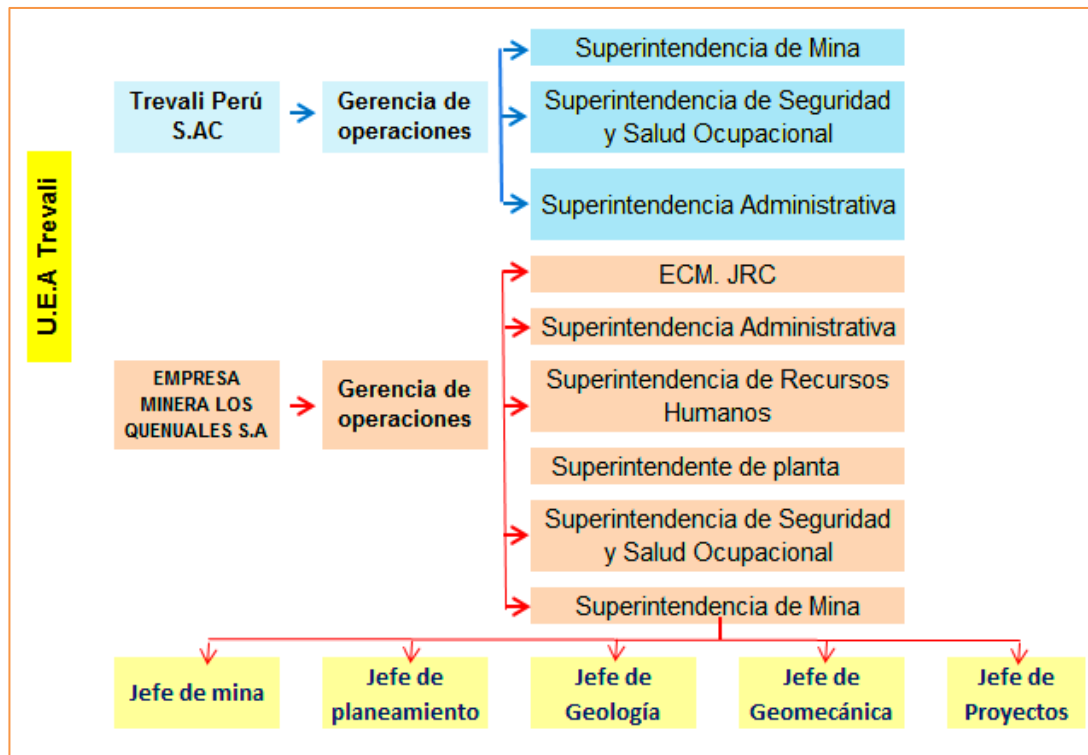 U.E.A Trevali
Trevali Perú
S.AC
Gerencia de
operaciones
Superintendencia de Mina
Superintendencia de Seguridad
y Salud Ocupacional
Superintendencia Administrativa
EMPRESA
MINERA LOS
QUENUALES S.A
Gerencia de
operaciones
ECM. JRC
Superintendencia Administrativa
Superintendencia de Recursos
Humanos
Superintendente de planta
Superintendencia de Seguridad
y Salud Ocupacional
Superintendencia de Mina
Jefe de mina
Jefe de
planeamiento
Jefe de
Geología
Jefe de
Geomecánica
Jefe de
Proyectos